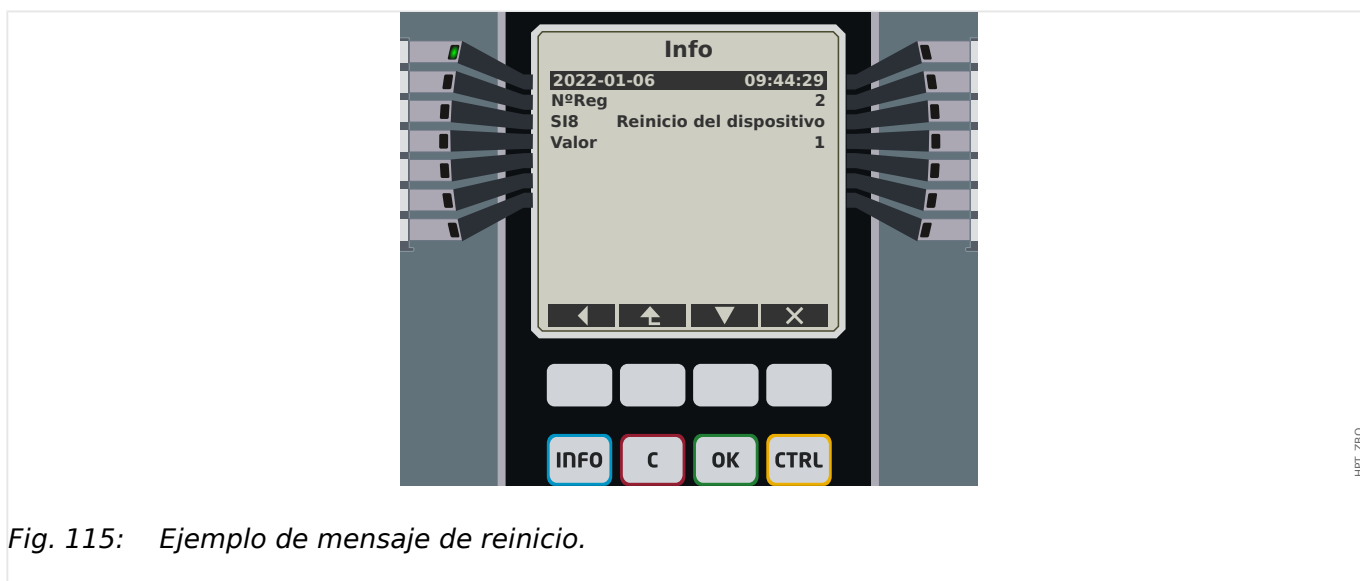 Info
2022-01-06 09:44:29
NºReg 2
SI8 Reinicio del dispositivo
Valor 1
INFO C OK CTRL
HPT_ZBO
Fig. 115: Ejemplo de mensaje de reinicio.